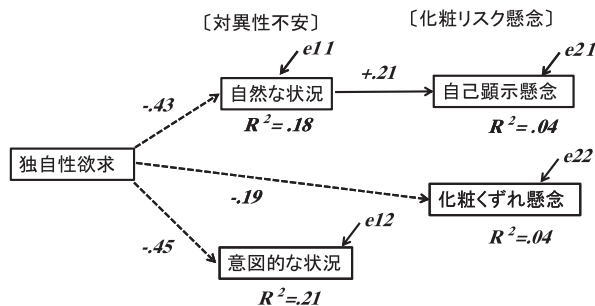 〔対異性不安〕
〔化粧リスク懸念〕
e11
e21
-.43
自然な状況
+.21
自己顕示懸念
R²=.18
R²=.04
独自性欲求
e22
-.19
化粧くずれ懸念
e12
-.45
R²=.04
意図的な状況
R²=.21